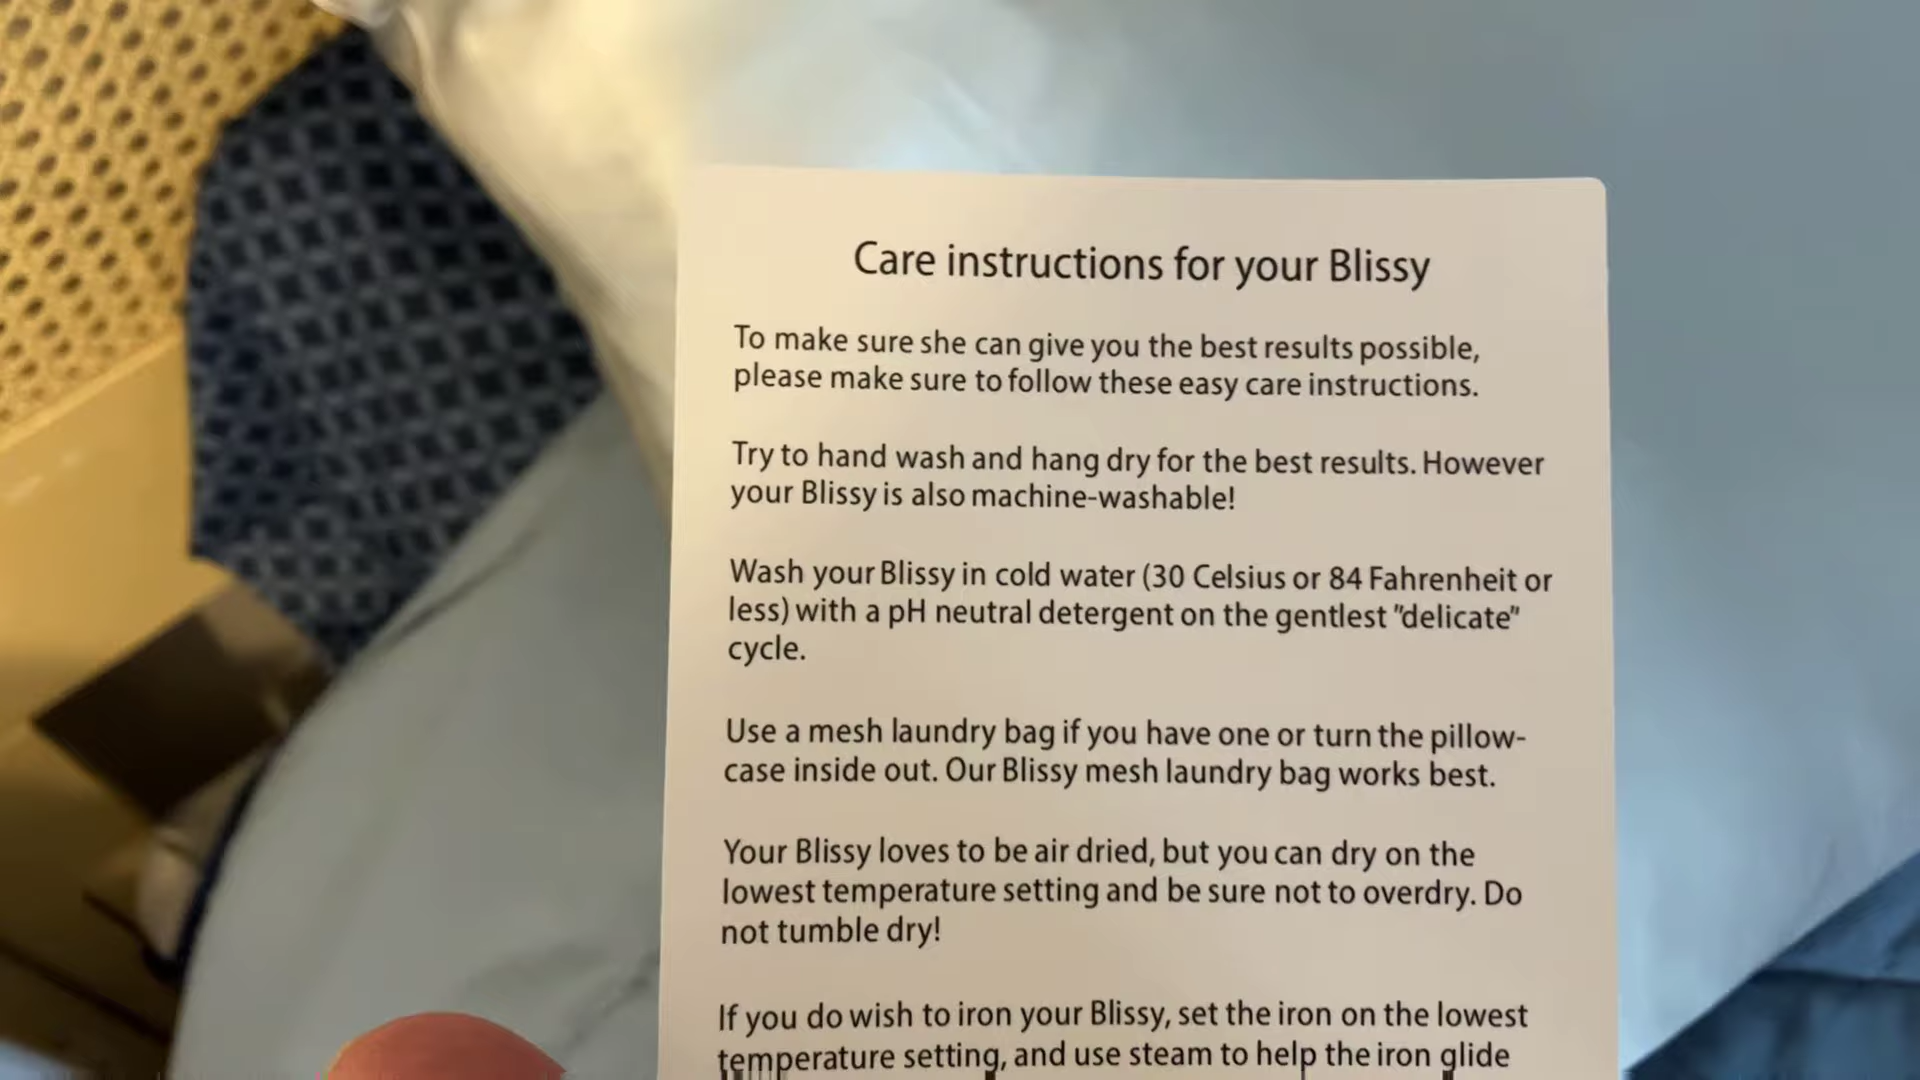 Care instructions for your Blissy
To make sure she can give you the best results possible,
please make sure to follow these easy care instructions.
Try to hand wash and hang dry for the best results. However
your Blissy is also machine-washable!
Wash your Blissy in cold water (30 Celsius or 84 Fahrenheit or
less) with a pH neutral detergent on the gentlest "delicate"
cycle.
Use a mesh laundry bag if you have one or turn the pillow-
case inside out. Our Blissy mesh laundry bag works best.
Your Blissy loves to be air dried, but you can dry on the
lowest temperature setting and be sure not to overdry. Do
not tumble dry!
If you do wish to iron your Blissy, set the iron on the lowest
temperature setting, and use steam to help the iron glide